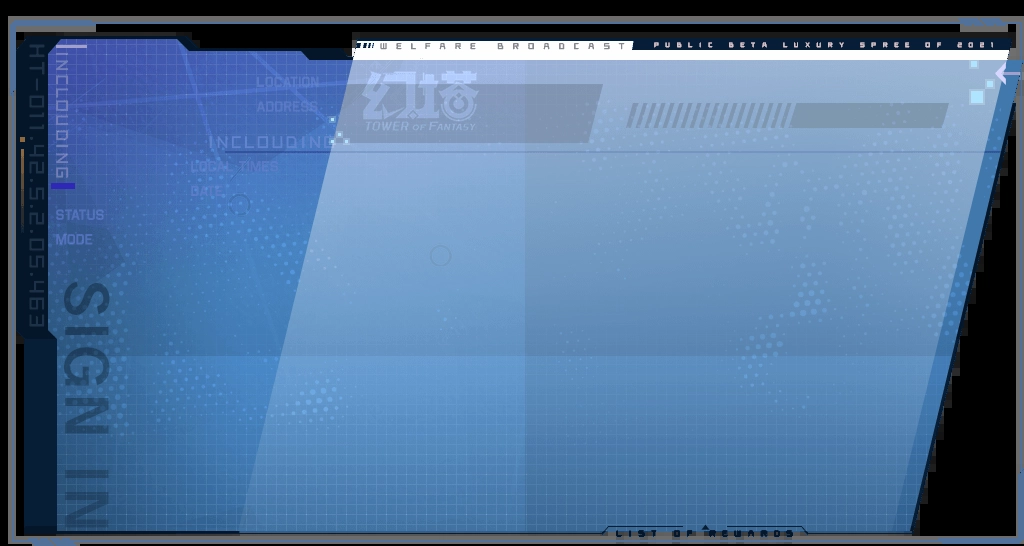 WELFARE BROADCAST
PUBLIC BETA LUXURY SPREE OF 2021
HT-011.42.5.2.05.463
INCLOUDING
LOCATION
ADDRESS
INCLOUDING
LOCAL TIMES
DATE
幻塔
TOWER OF FANTASY
STATUS
MODE
SIGN IN
LIST OF REWARDS